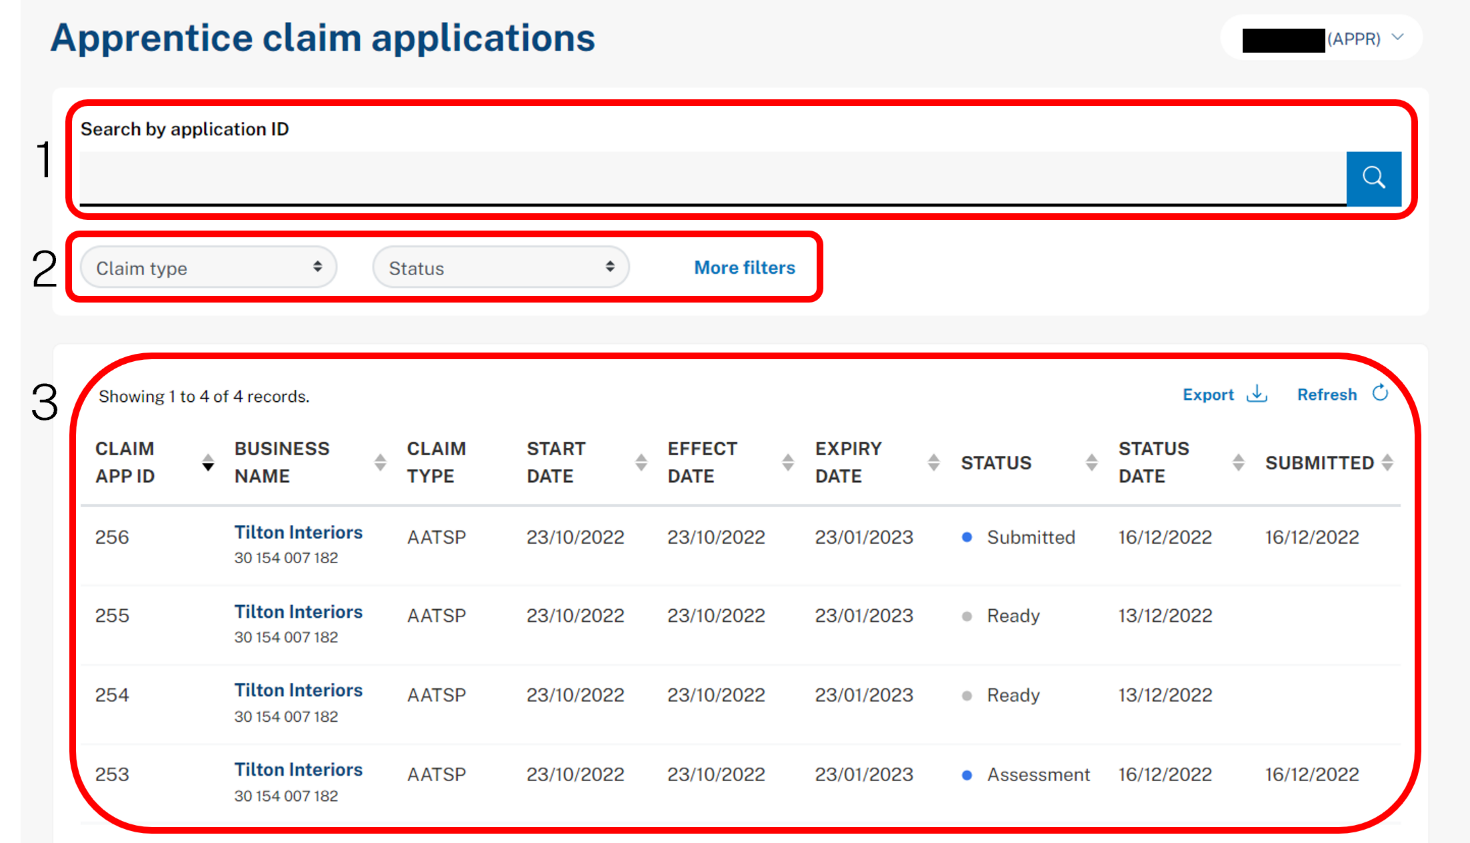 Apprentice claim applications
(APPR)
1
Search by application ID
2
Claim type Status More filters
3
Showing 1 to 4 of 4 records. Export Refresh
CLAIM APP ID BUSINESS NAME CLAIM TYPE START DATE EFFECT DATE EXPIRY DATE STATUS STATUS DATE SUBMITTED
256 Tilton Interiors AATSP 23/10/2022 23/10/2022 23/01/2023 Submitted 16/12/2022 16/12/2022
30 154 007 182
255 Tilton Interiors AATSP 23/10/2022 23/10/2022 23/01/2023 Ready 13/12/2022
30 154 007 182
254 Tilton Interiors AATSP 23/10/2022 23/10/2022 23/01/2023 Ready 13/12/2022
30 154 007 182
253 Tilton Interiors AATSP 23/10/2022 23/10/2022 23/01/2023 Assessment 16/12/2022 16/12/2022
30 154 007 182